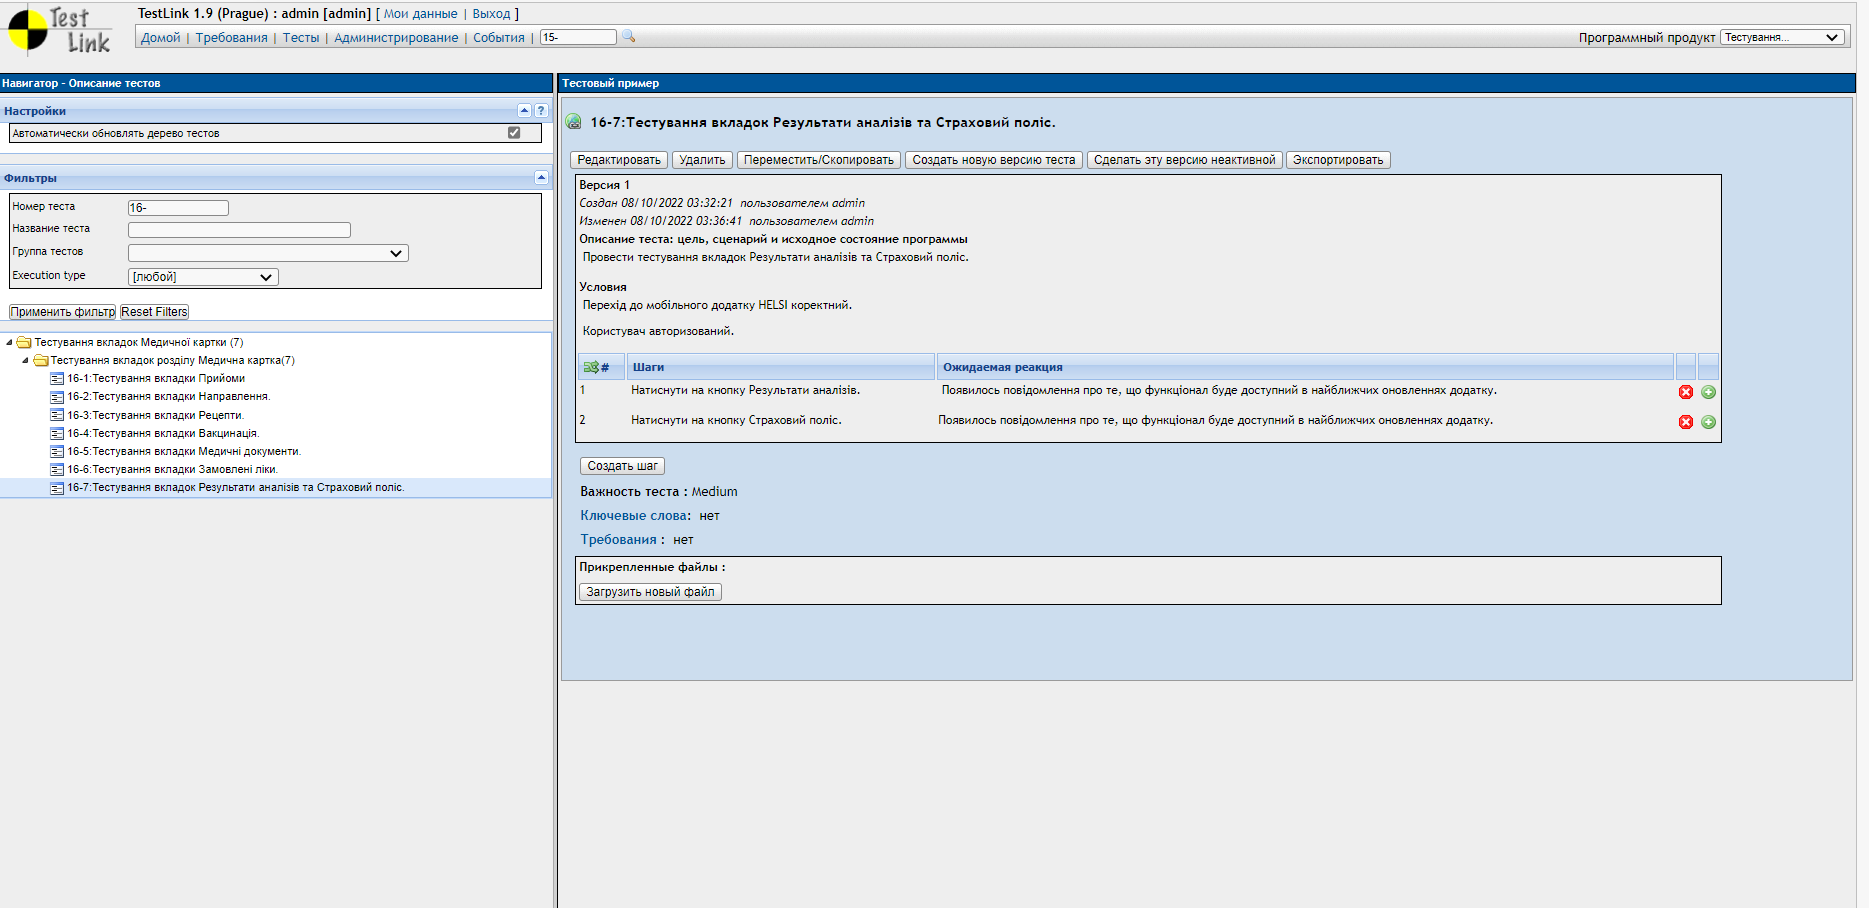 Test Link
TestLink 1.9 (Prague) : admin [admin] [ Мои данные | Выход ]
Домой | Требования | Тесты | Администрирование | События | 15-
Программный продукт Тестування...
Навигатор - Описание тестов
Настройки ?
Автоматически обновлять дерево тестов
Фильтры
Номер теста 16-
Название теста
Группа тестов
Execution type [любой]
Применить фильтр Reset Filters
Тестування вкладок Медичної картки (7)
Тестування вкладок розділу Медична картка(7)
16-1:Тестування вкладки Прийоми
16-2:Тестування вкладки Направлення.
16-3:Тестування вкладки Рецепти.
16-4:Тестування вкладки Вакцинація.
16-5:Тестування вкладки Медичні документи.
16-6:Тестування вкладки Замовлені ліки.
16-7:Тестування вкладок Результати аналізів та Страховий поліс.
Тестовый пример
16-7:Тестування вкладок Результати аналізів та Страховий поліс.
Редактировать Удалить Переместить/Скопировать Создать новую версию теста Сделать эту версию неактивной Экспортировать
Версия 1
Создан 08/10/2022 03:32:21 пользователем admin
Изменен 08/10/2022 03:36:41 пользователем admin
Описание теста: цель, сценарий и исходное состояние программы
Провести тестування вкладок Результати аналізів та Страховий поліс.
Условия
Перехід до мобільного додатку HELSI коректний.
Користувач авторизований.
# Шаги Ожидаемая реакция
1 Натиснути на кнопку Результати аналізів. Появилось повідомлення про те, що функціонал буде доступний в найближчих оновленнях додатку.
2 Натиснути на кнопку Страховий поліс. Появилось повідомлення про те, що функціонал буде доступний в найближчих оновленнях додатку.
Создать шаг
Важность теста : Medium
Ключевые слова: нет
Требования : нет
Прикрепленные файлы :
Загрузить новый файл